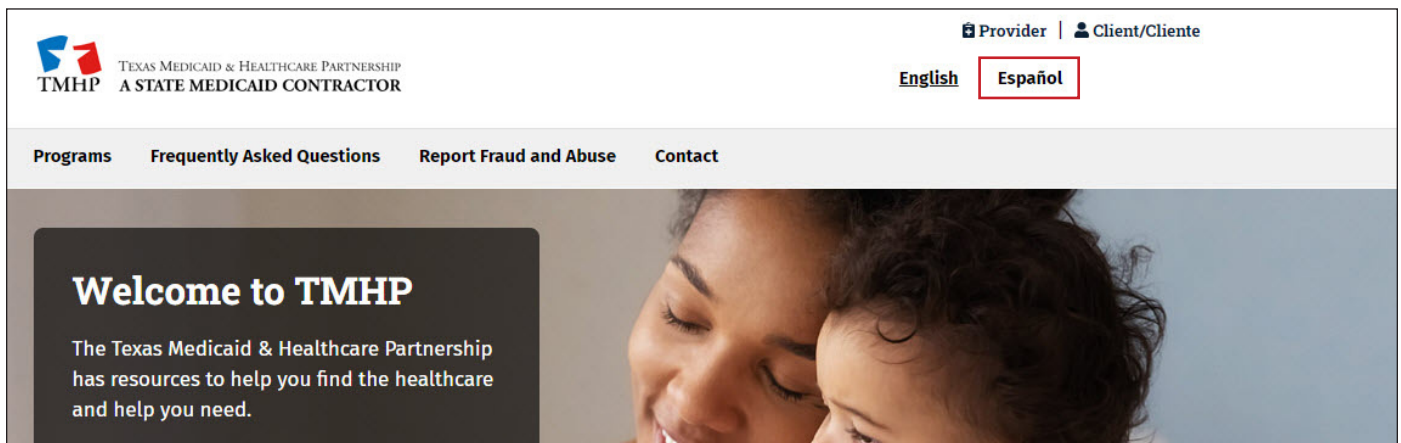 Provider | Client/Cliente
TMHP
TEXAS MEDICAID & HEALTHCARE PARTNERSHIP
A STATE MEDICAID CONTRACTOR
English Español
Programs Frequently Asked Questions Report Fraud and Abuse Contact
Welcome to TMHP
The Texas Medicaid & Healthcare Partnership
has resources to help you find the healthcare
and help you need.